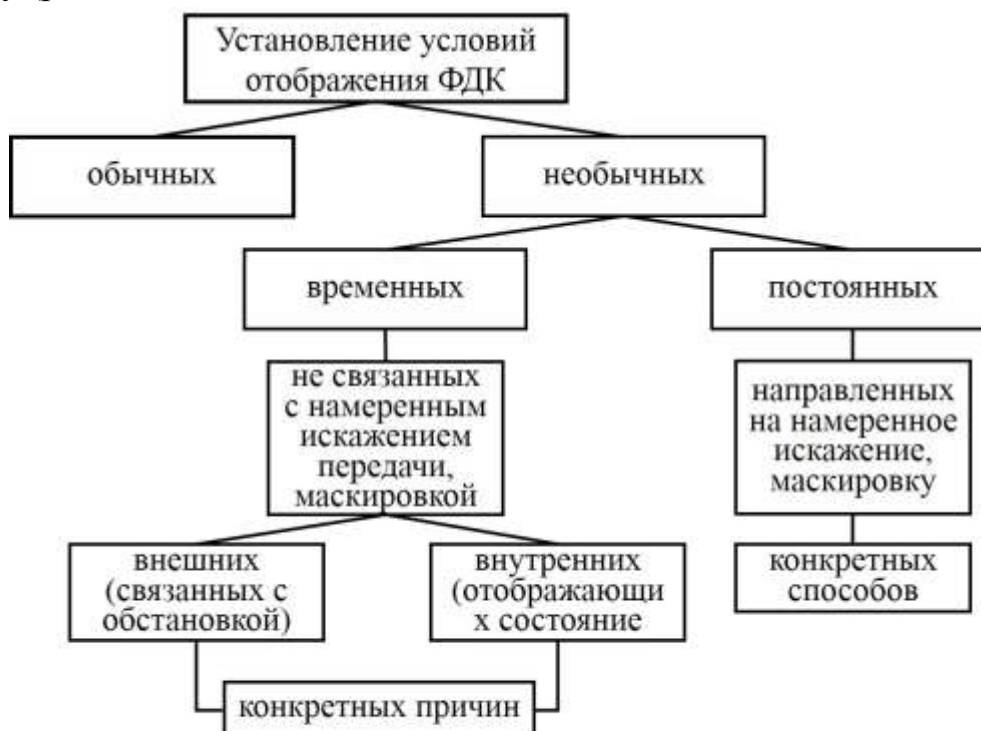 Установление условий
отображения ФДК
обычных
необычных
временных
постоянных
не связанных
с намеренным
искажением
передачи,
маскировкой
направленных
на намеренное
искажение,
маскировку
внешних
(связанных с
обстановкой)
внутренних
(отображающи
х состояние
конкретных
способов
конкретных причин